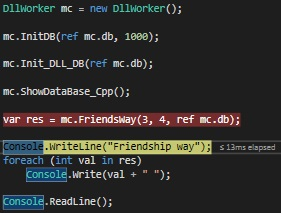 DllWorker mc = new DllWorker();
mc.InitDB(ref mc.db, 1000);
mc.Init_DLL_DB(ref mc.db);
mc.ShowDataBase_Cpp();
var res = mc.FriendsWay(3, 4, ref mc.db);
Console.WriteLine("Friendship way"); ≤ 13ms elapsed
foreach (int val in res)
Console.Write(val + " ");
Console.ReadLine();